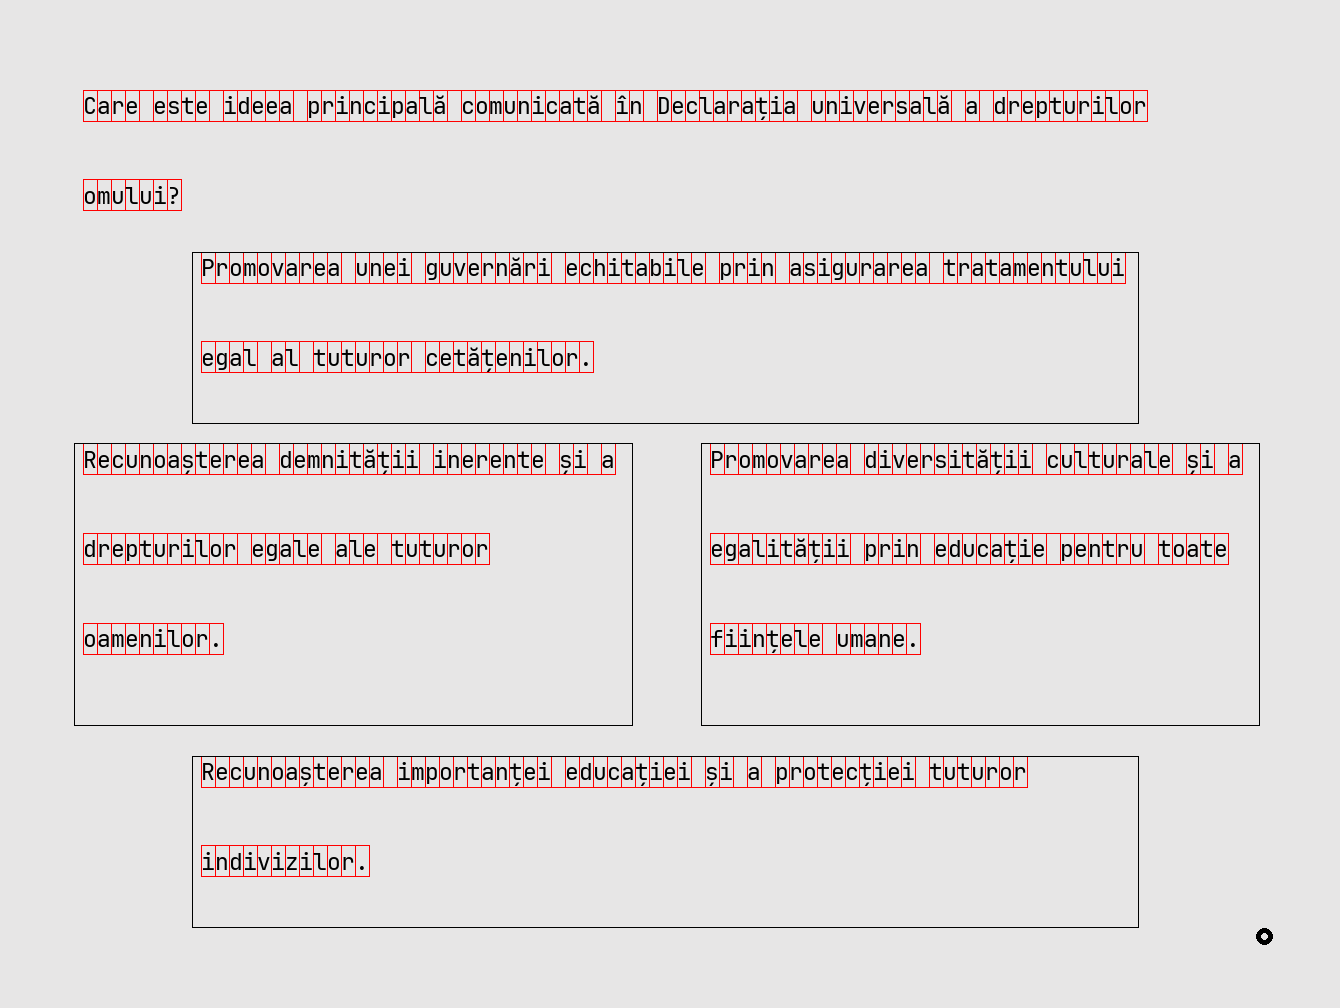 Care este ideea principală comunicată în Declarația universală a drepturilor
omului?
Promovarea unei guvernări echitabile prin asigurarea tratamentului
egal al tuturor cetățenilor.
Recunoașterea demnității inerente și a
drepturilor egale ale tuturor
oamenilor.
Promovarea diversității culturale și a
egalității prin educație pentru toate
ființele umane.
Recunoașterea importanței educației și a protecției tuturor
indivizilor.